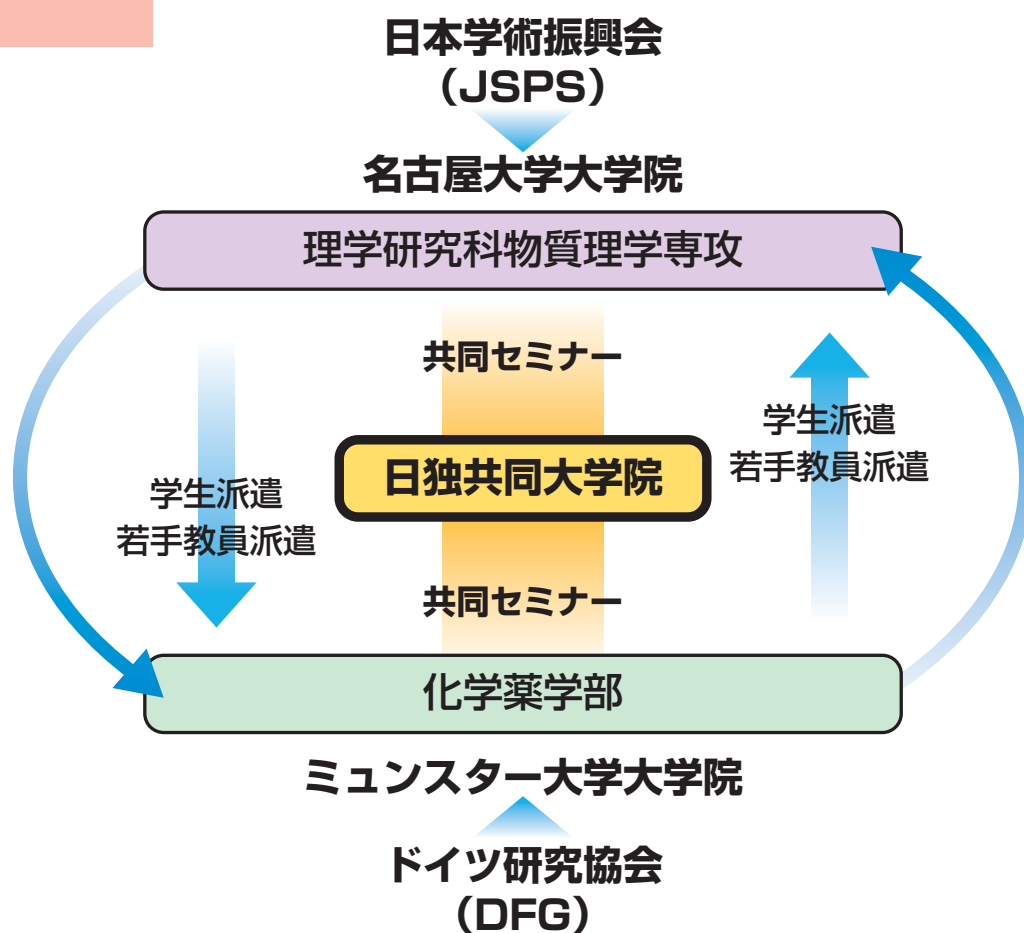 日本学術振興会
（JSPS）
名古屋大学大学院
理学研究科物質理学専攻
共同セミナー
学生派遣
若手教員派遣
日独共同大学院
学生派遣
若手教員派遣
共同セミナー
化学薬学部
ミュンスター大学大学院
ドイツ研究協会
（DFG）